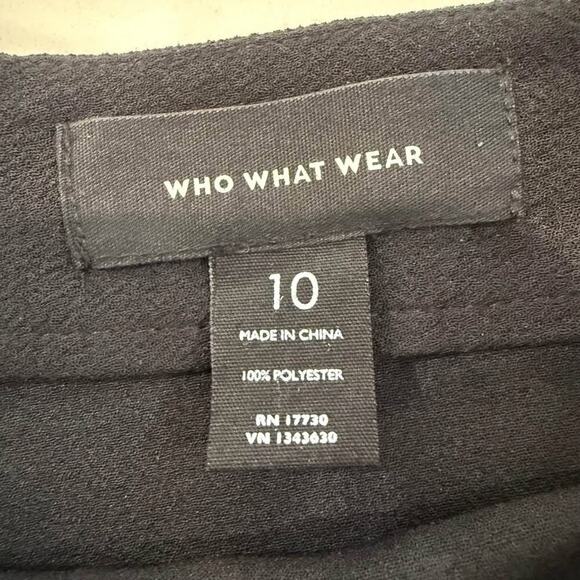 WHO WHAT WEAR
10
MADE IN CHINA
100% POLYESTER
RN 17730
VN 1343630